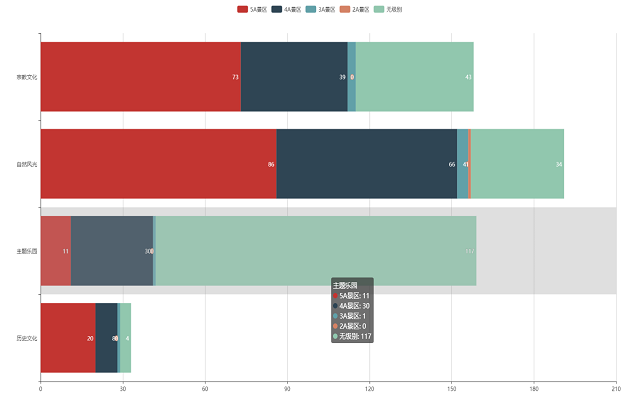 5A景区 4A景区 3A景区 2A景区 无级别
宗教文化 73 39 0 43
自然风光 86 66 41 34
主题乐园 11 30 117
主题乐园
5A景区: 11
4A景区: 30
3A景区: 1
2A景区: 0
无级别: 117
历史文化 20 8 4
0 30 60 90 120 150 180 210